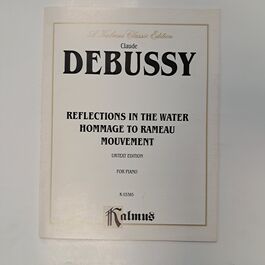 A Kalmus Classic Edition
Claude
DEBUSSY
REFLECTIONS IN THE WATER
HOMMAGE TO RAMEAU
MOUVEMENT
URTEXT EDITION
FOR PIANO
K 03365
Kalmus